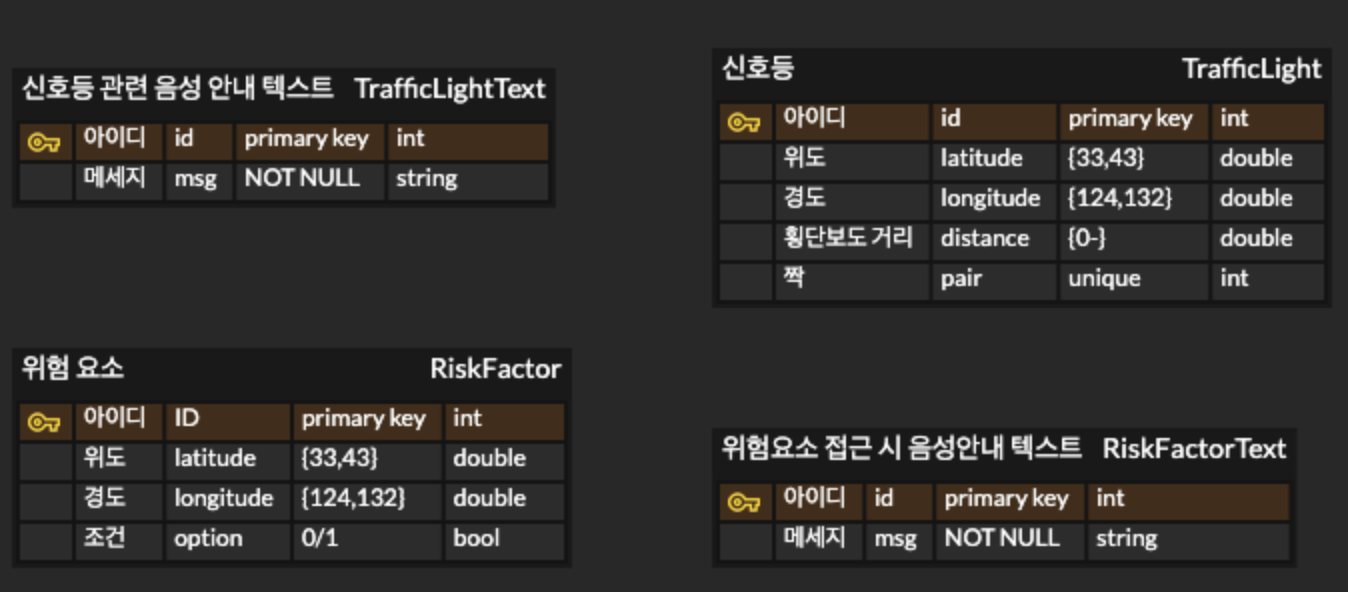 신호등 관련 음성 안내 텍스트 TrafficLightText
아이디 id primary key int
메세지 msg NOT NULL string
신호등 TrafficLight
아이디 id primary key int
위도 latitude {33,43} double
경도 longitude {124,132} double
횡단보도 거리 distance {0-} double
짝 pair unique int
위험 요소 RiskFactor
아이디 ID primary key int
위도 latitude {33,43} double
경도 longitude {124,132} double
조건 option 0/1 bool
위험요소 접근 시 음성안내 텍스트 RiskFactorText
아이디 id primary key int
메세지 msg NOT NULL string